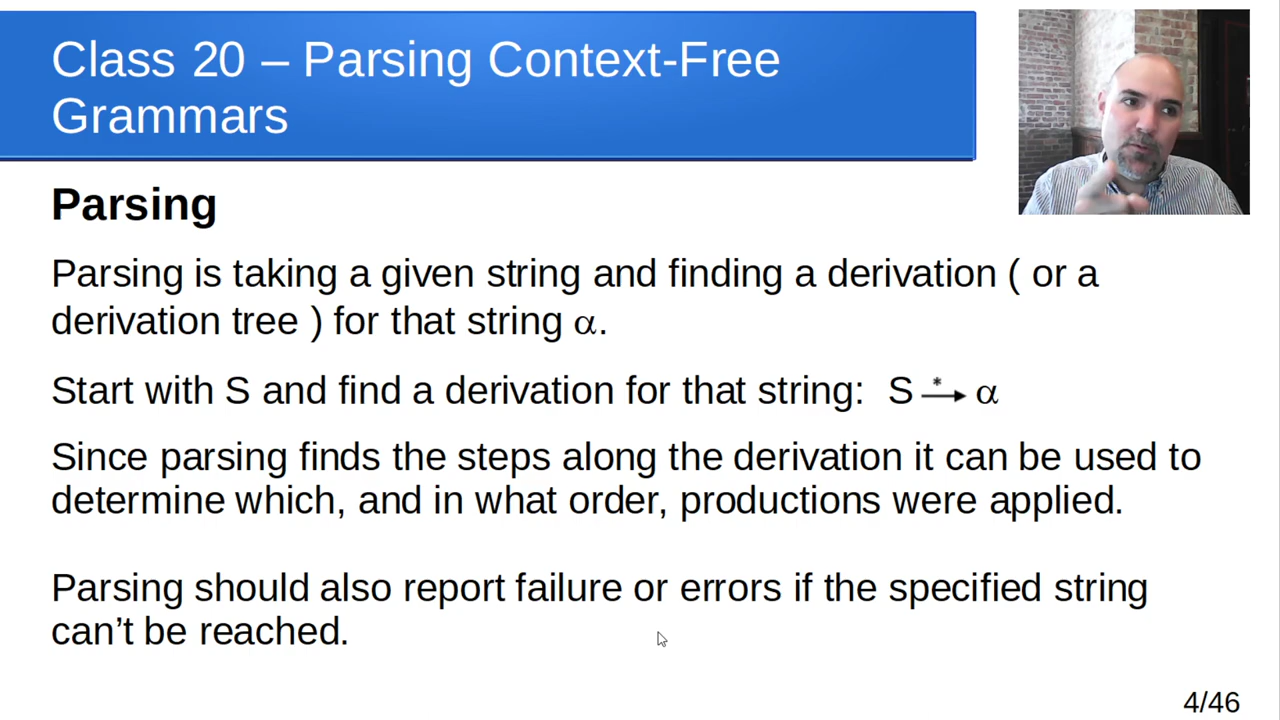 Class 20 – Parsing Context-Free
Grammars
Parsing
Parsing is taking a given string and finding a derivation ( or a
derivation tree ) for that string α.
Start with S and find a derivation for that string:  S *⟶ α
Since parsing finds the steps along the derivation it can be used to
determine which, and in what order, productions were applied.
Parsing should also report failure or errors if the specified string
can’t be reached.
4/46